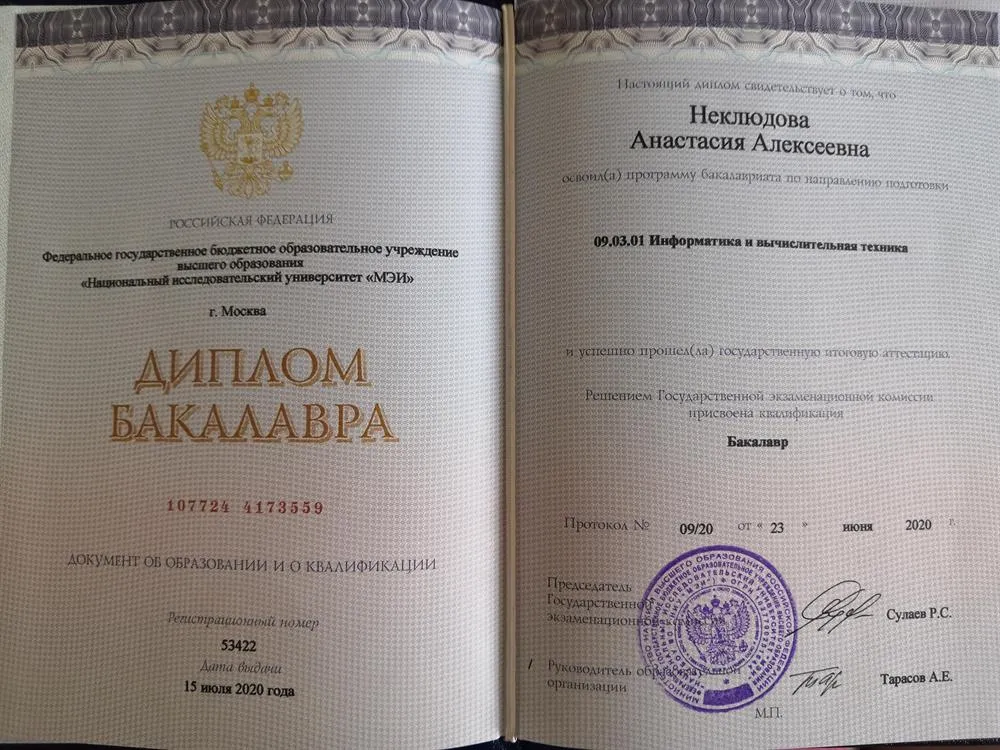 РОССИЙСКАЯ ФЕДЕРАЦИЯ
Федеральное государственное бюджетное образовательное учреждение
высшего образования
«Национальный исследовательский университет «МЭИ»
г. Москва
ДИПЛОМ
БАКАЛАВРА
107724 4173559
ДОКУМЕНТ ОБ ОБРАЗОВАНИИ И О КВАЛИФИКАЦИИ
Регистрационный номер
53422
Дата выдачи
15 июля 2020 года
Настоящий диплом свидетельствует о том, что
Неклюдова
Анастасия Алексеевна
освоил(а) программу бакалавриата по направлению подготовки
09.03.01 Информатика и вычислительная техника
и успешно прошел(ла) государственную итоговую аттестацию.
Решением Государственной экзаменационной комиссии
присвоена квалификация
Бакалавр
Протокол № 09/20 от « 23 » июня 2020 г.
Председатель
Государственной
экзаменационной комиссии
Сулаев Р.С.
/ Руководитель образовательной
организации
Тарасов А.Е.
М.П.